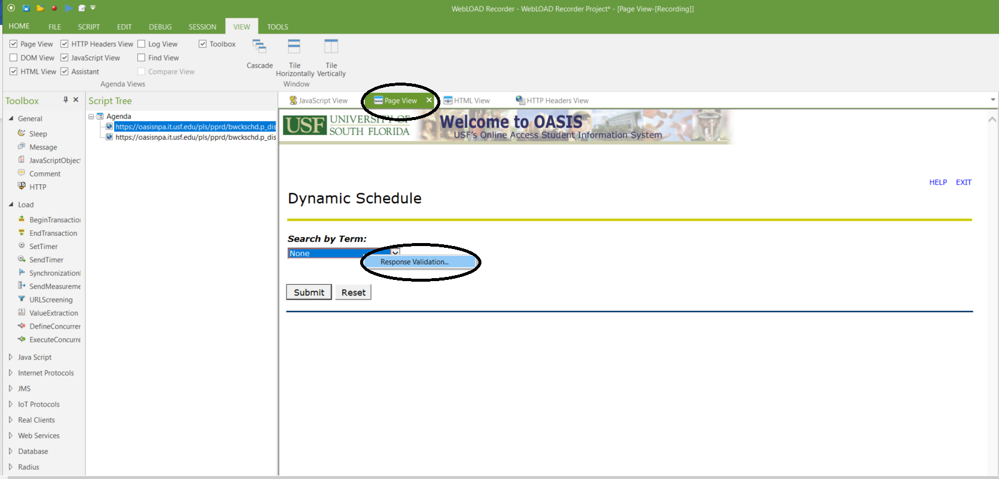 WebLOAD Recorder - WebLOAD Recorder Project* - [Page View-[Recording]]
HOME FILE SCRIPT EDIT DEBUG SESSION VIEW TOOLS
Page View HTTP Headers View Log View Toolbox
DOM View JavaScript View Find View
HTML View Assistant Compare View
Cascade Tile Horizontally Tile Vertically
Agenda Views Window
Toolbox
General
Sleep
Message
JavaScriptObject
Comment
HTTP
Load
BeginTransaction
EndTransaction
SetTimer
SendTimer
Synchronization
SendMeasureme
URLScreening
ValueExtraction
DefineConcurrer
ExecuteConcurre
Java Script
Internet Protocols
JMS
IoT Protocols
Real Clients
Web Services
Database
Radius
Script Tree
Agenda
https://oasisnpa.it.usf.edu/pls/pprd/bwckschd.p_dis
https://oasisnpa.it.usf.edu/pls/pprd/bwckschd.p_dis
JavaScript View Page View HTML View HTTP Headers View
USF UNIVERSITY OF
SOUTH FLORIDA
Welcome to OASIS
USF's Online Access Student Information System
HELP EXIT
Dynamic Schedule
Search by Term:
None
Response Validation...
Submit Reset